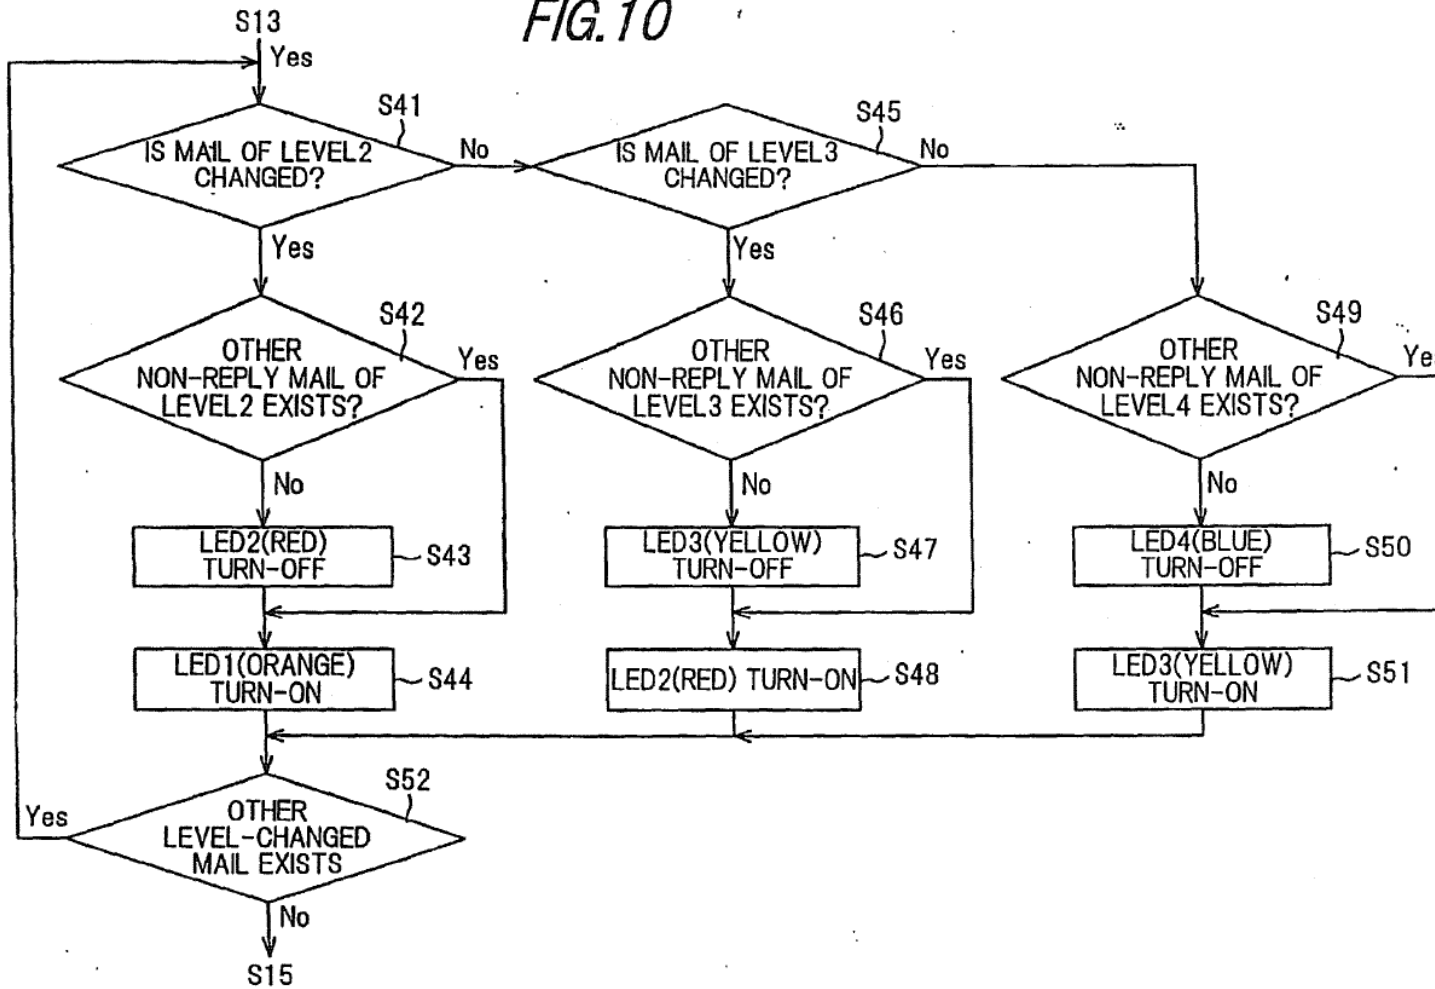 FIG.10
S13
Yes
S41
IS MAIL OF LEVEL2
CHANGED?
No
S45
IS MAIL OF LEVEL3
CHANGED?
No
Yes
Yes
S42
OTHER
NON-REPLY MAIL OF
LEVEL2 EXISTS?
Yes
S46
OTHER
NON-REPLY MAIL OF
LEVEL3 EXISTS?
Yes
S49
OTHER
NON-REPLY MAIL OF
LEVEL4 EXISTS?
Yes
No
No
No
LED2(RED)
TURN-OFF
S43
LED3(YELLOW)
TURN-OFF
S47
LED4(BLUE)
TURN-OFF
S50
LED1(ORANGE)
TURN-ON
S44
LED2(RED) TURN-ON
S48
LED3(YELLOW)
TURN-ON
S51
S52
Yes
OTHER
LEVEL-CHANGED
MAIL EXISTS
No
S15